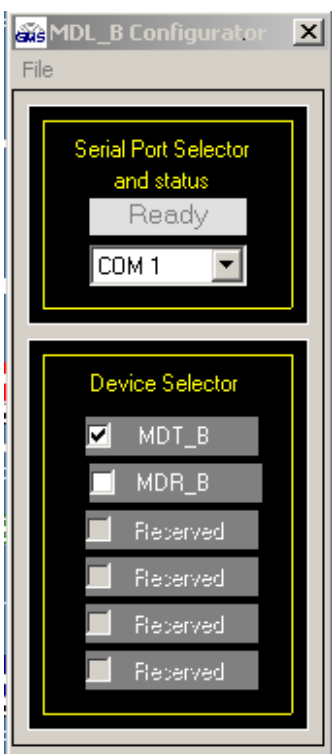 GMS MDL_B Configurator
File
Serial Port Selector
and status
Ready
COM 1
Device Selector
MDT_B
MDR_B
Reserved
Reserved
Reserved
Reserved